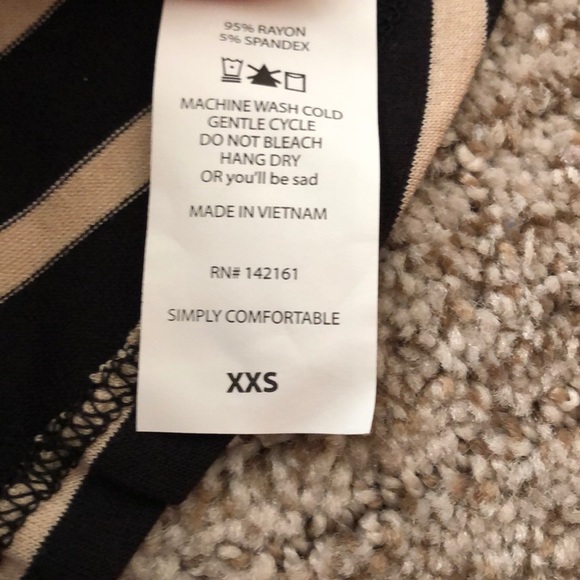 95% RAYON
5% SPANDEX
MACHINE WASH COLD
GENTLE CYCLE
DO NOT BLEACH
HANG DRY
OR you'll be sad
MADE IN VIETNAM
RN# 142161
SIMPLY COMFORTABLE
XXS